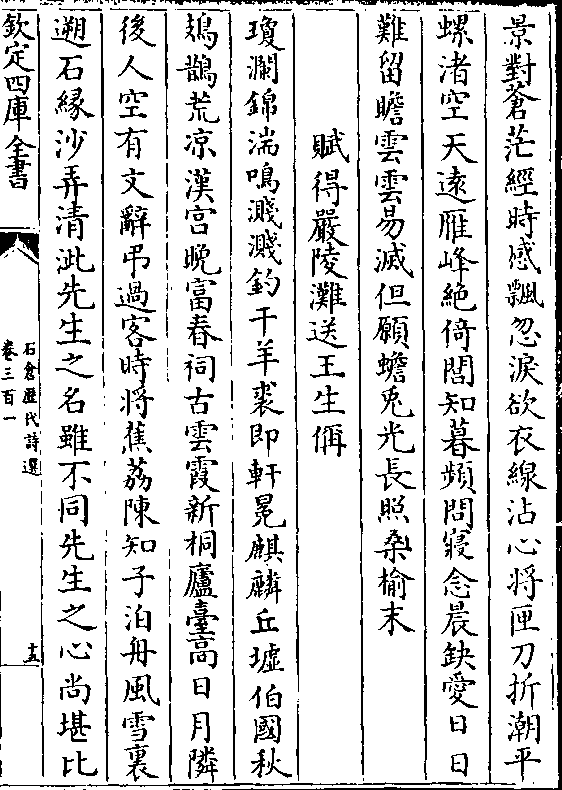 景對蒼茫經時感飄忽淚欲衣線沾心將匣刀折潮平
螺渚空天遠雁峰絶倚閭知暮頻問寢念晨缺愛日日
難留瞻雲雲易滅但願蟾兎光長照桑榆末
賦得嚴陵灘送王生偁
瓊瀾錦湍鳴濺濺釣干羊裘即軒冕麒麟丘墟伯國秋
鳷鵲荒凉漢宫晚富春祠古雲霞新桐廬臺高日月隣
後人空有文辭弔過客時將蕉荔陳知子泊舟風雪裏
遡石縁沙弄清泚先生之名雖不同先生之心尚堪比
欽定四庫全書
石倉歷代詩選
卷三百一
十五